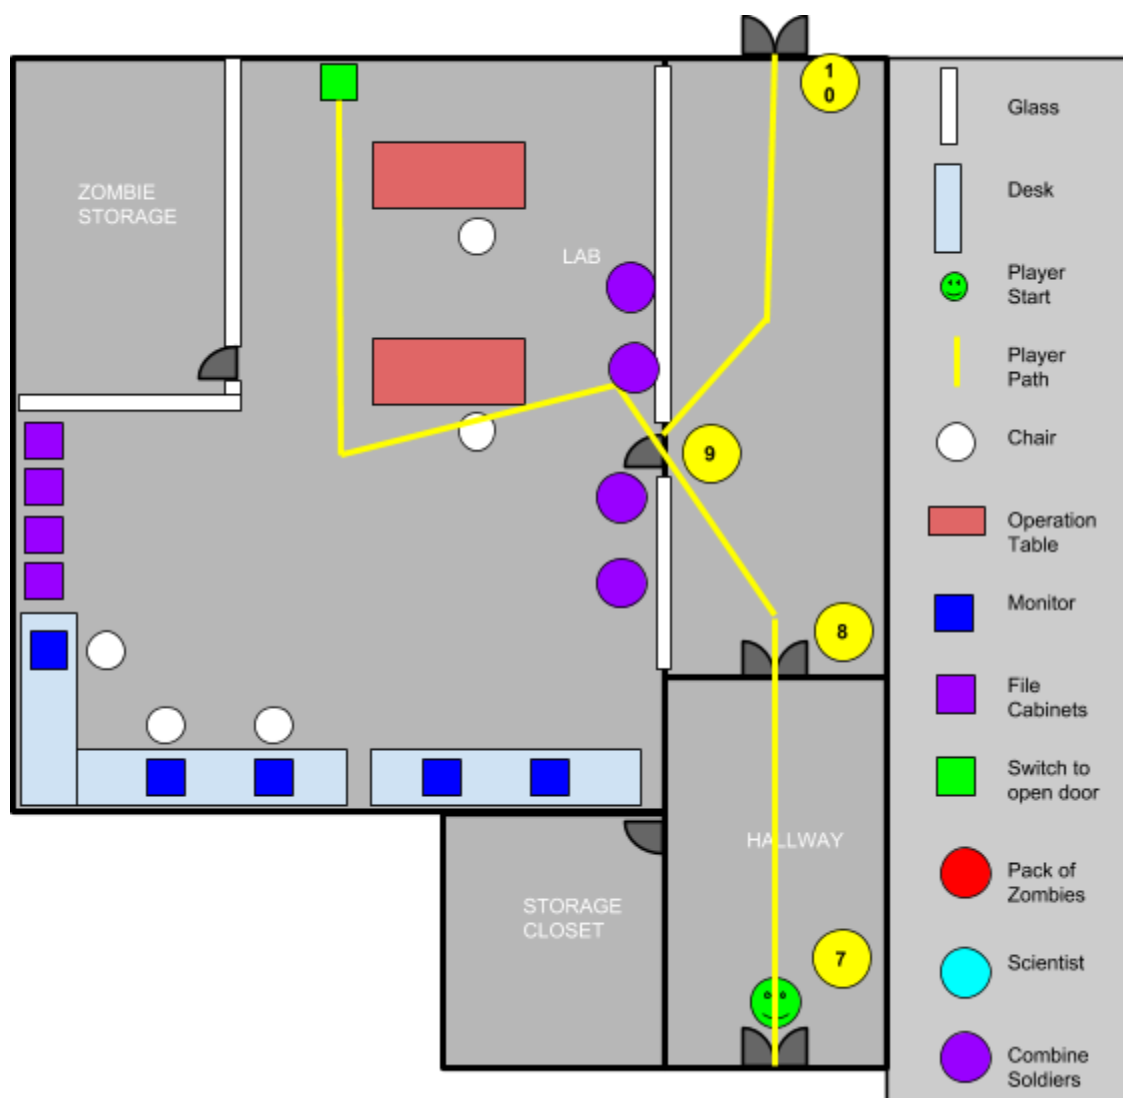 1
0
Glass
ZOMBIE
STORAGE
Desk
LAB
Player
Start
Player
Path
Chair
9
Operation
Table
Monitor
8
File
Cabinets
Switch to
open door
HALLWAY
Pack of
Zombies
STORAGE
CLOSET
7
Scientist
Combine
Soldiers